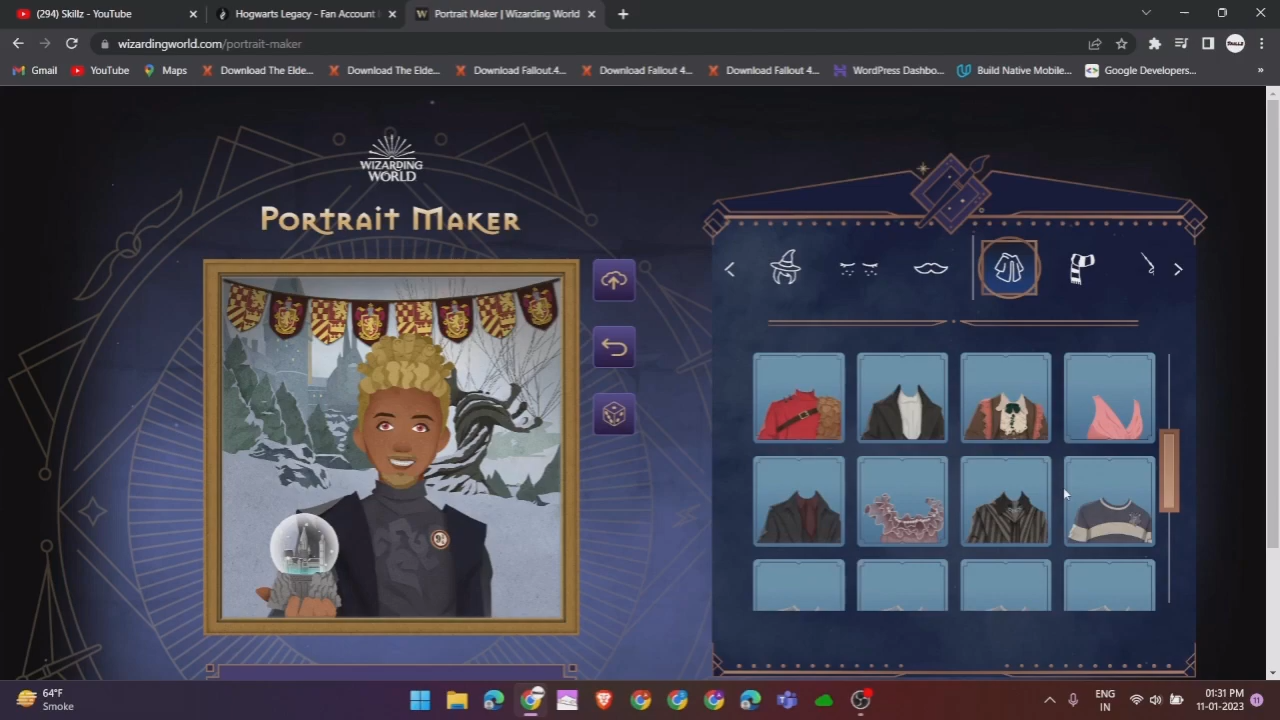 (294) Skillz - YouTube
Hogwarts Legacy - Fan Account
Portrait Maker | Wizarding World
wizardingworld.com/portrait-maker
Gmail
YouTube
Maps
Download The Elde...
Download The Elde...
Download Fallout.4...
Download Fallout 4...
Download Fallout 4...
WordPress Dashbo...
Build Native Mobile...
Google Developers...
»
WIZARDING
WORLD
PORTRAIT MAKER
64°F
Smoke
ENG
IN
01:31 PM
11-01-2023
11